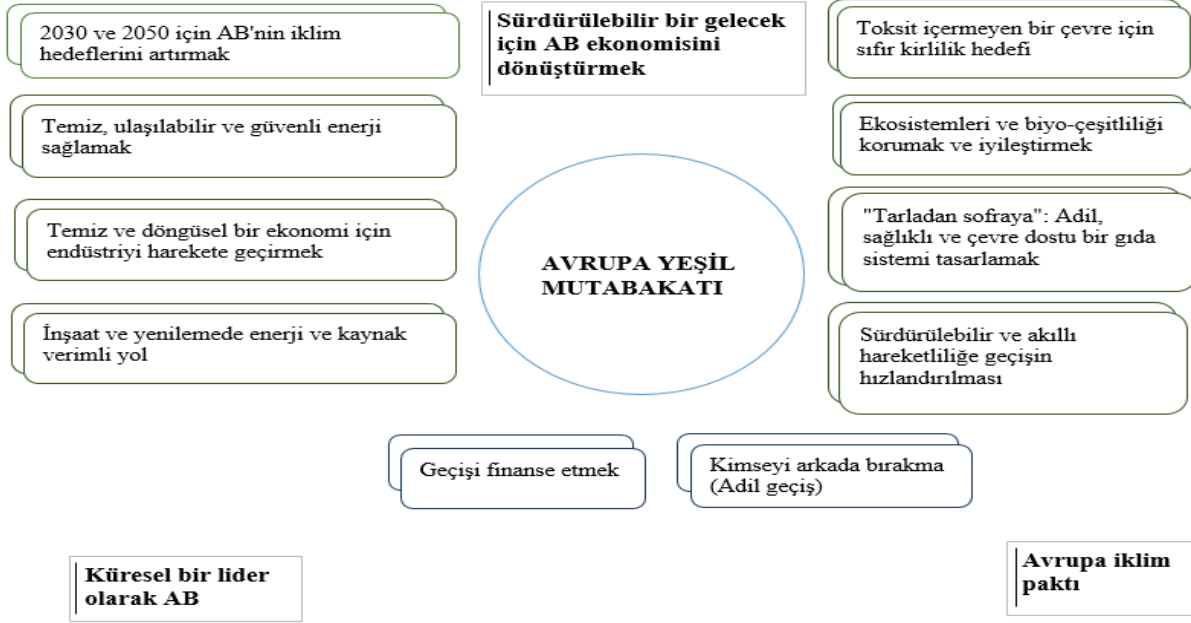 2030 ve 2050 için AB'nin iklim
hedeflerini artırmak
Sürdürülebilir bir gelecek
için AB ekonomisini
dönüştürmek
Toksit içermeyen bir çevre için
sıfır kirlilik hedefi
Temiz, ulaşılabilir ve güvenli enerji
sağlamak
Ekosistemleri ve biyo-çeşitliliği
korumak ve iyileştirmek
Temiz ve döngüsel bir ekonomi için
endüstriyi harekete geçirmek
"Tarladan sofraya": Adil,
sağlıklı ve çevre dostu bir gıda
sistemi tasarlamak
AVRUPA YEŞİL
MUTABAKATI
İnşaat ve yenilemede enerji ve kaynak
verimli yol
Sürdürülebilir ve akıllı
hareketliliğe geçişin
hızlandırılması
Geçişi finanse etmek
Kimseyi arkada bırakma
(Adil geçiş)
Küresel bir lider
olarak AB
Avrupa iklim
paktı